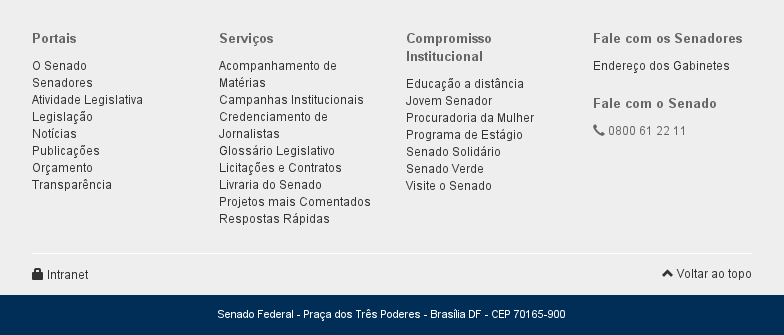 Portais
O Senado
Senadores
Atividade Legislativa
Legislação
Notícias
Publicações
Orçamento
Transparência
Serviços
Acompanhamento de
Matérias
Campanhas Institucionais
Credenciamento de
Jornalistas
Glossário Legislativo
Licitações e Contratos
Livraria do Senado
Projetos mais Comentados
Respostas Rápidas
Compromisso
Institucional
Educação a distância
Jovem Senador
Procuradoria da Mulher
Programa de Estágio
Senado Solidário
Senado Verde
Visite o Senado
Fale com os Senadores
Endereço dos Gabinetes
Fale com o Senado
0800 61 22 11
Intranet
Voltar ao topo
Senado Federal - Praça dos Três Poderes - Brasília DF - CEP 70165-900